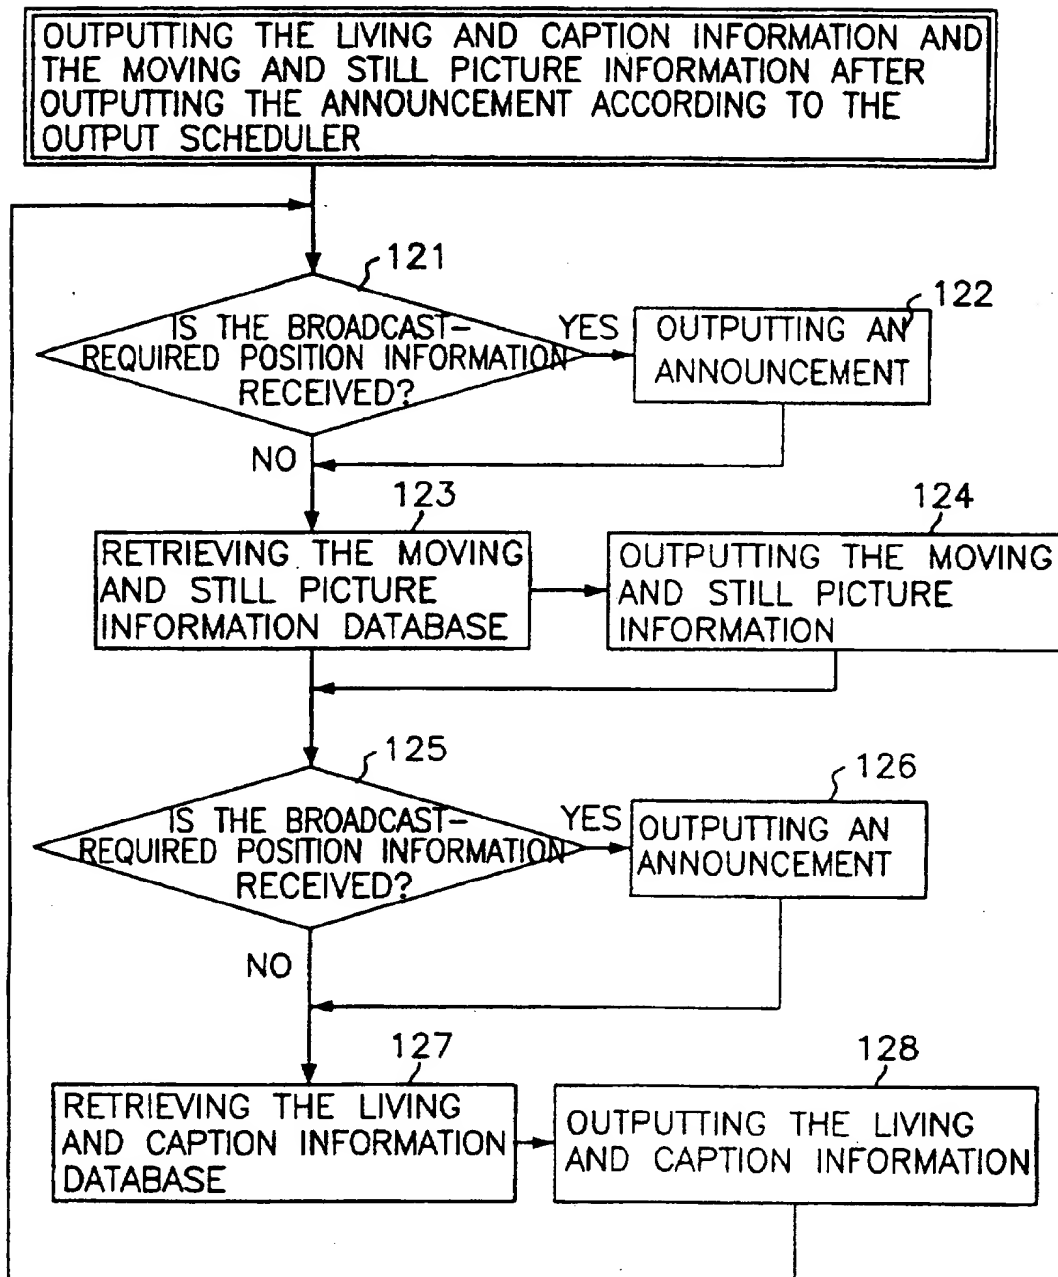 OUTPUTTING THE LIVING AND CAPTION INFORMATION AND
THE MOVING AND STILL PICTURE INFORMATION AFTER
OUTPUTTING THE ANNOUNCEMENT ACCORDING TO THE
OUTPUT SCHEDULER
121
IS THE BROADCAST-
REQUIRED POSITION INFORMATION
RECEIVED?
YES
122
OUTPUTTING AN
ANNOUNCEMENT
NO
123
RETRIEVING THE MOVING
AND STILL PICTURE
INFORMATION DATABASE
124
OUTPUTTING THE MOVING
AND STILL PICTURE
INFORMATION
125
IS THE BROADCAST-
REQUIRED POSITION INFORMATION
RECEIVED?
YES
126
OUTPUTTING AN
ANNOUNCEMENT
NO
127
RETRIEVING THE LIVING
AND CAPTION INFORMATION
DATABASE
128
OUTPUTTING THE LIVING
AND CAPTION INFORMATION